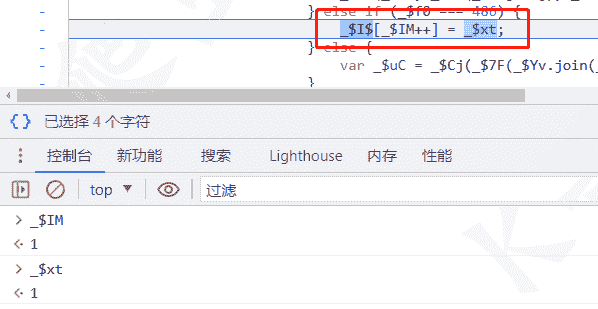 } else if (_$f0 === 486) {
_$I$[_$IM++] = _$xt;
} else {
var _$uC = _$Cj(_$7F(_$Yv.join(_
}
已选择 4 个字符
控制台 新功能 搜索 Lighthouse 内存 性能
top ▼ 过滤
> _$IM
<· 1
> _$xt
<· 1